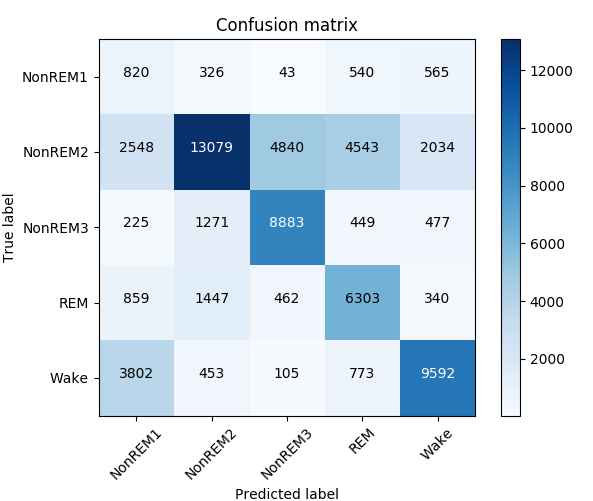 Confusion matrix
True label
NonREM1 820 326 43 540 565
NonREM2 2548 13079 4840 4543 2034
NonREM3 225 1271 8883 449 477
REM 859 1447 462 6303 340
Wake 3802 453 105 773 9592
NonREM1 NonREM2 NonREM3 REM Wake
Predicted label
12000
10000
8000
6000
4000
2000